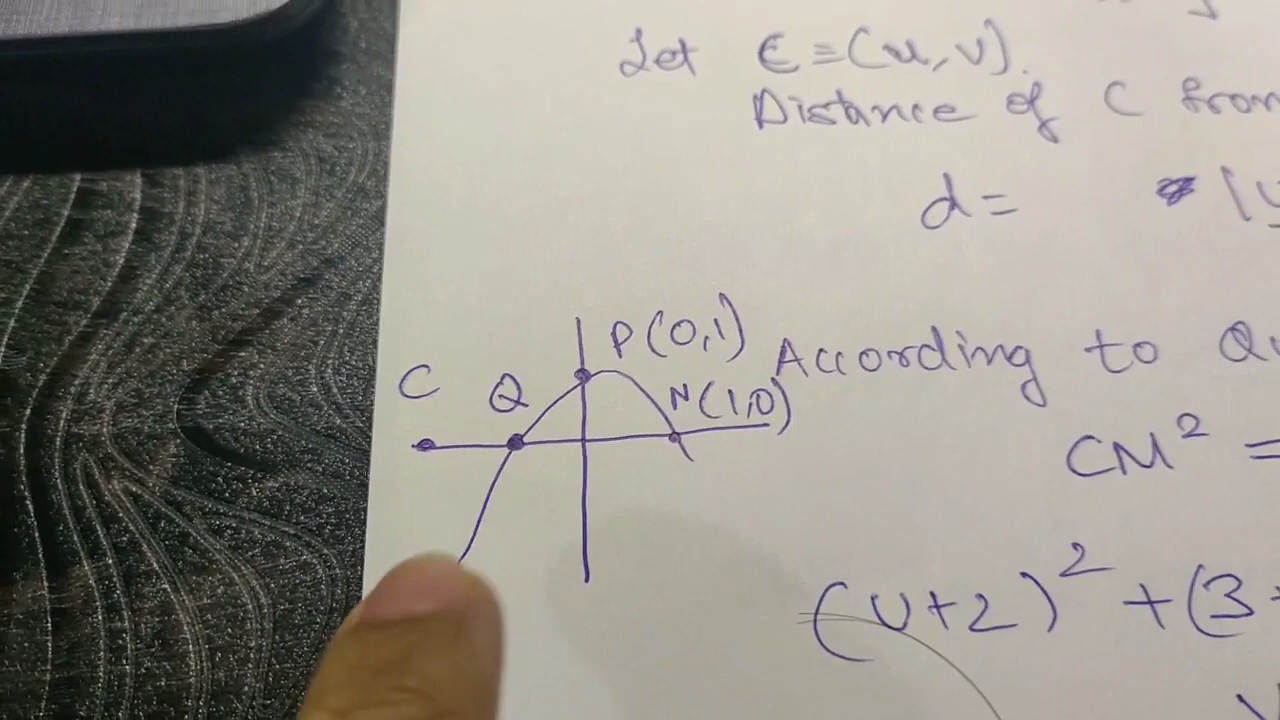 Let C=(u,v).
Distance of C from
d=
P(0,1)
According to
C
Q
N(1,0)
CM² =
(u+2)² + (3